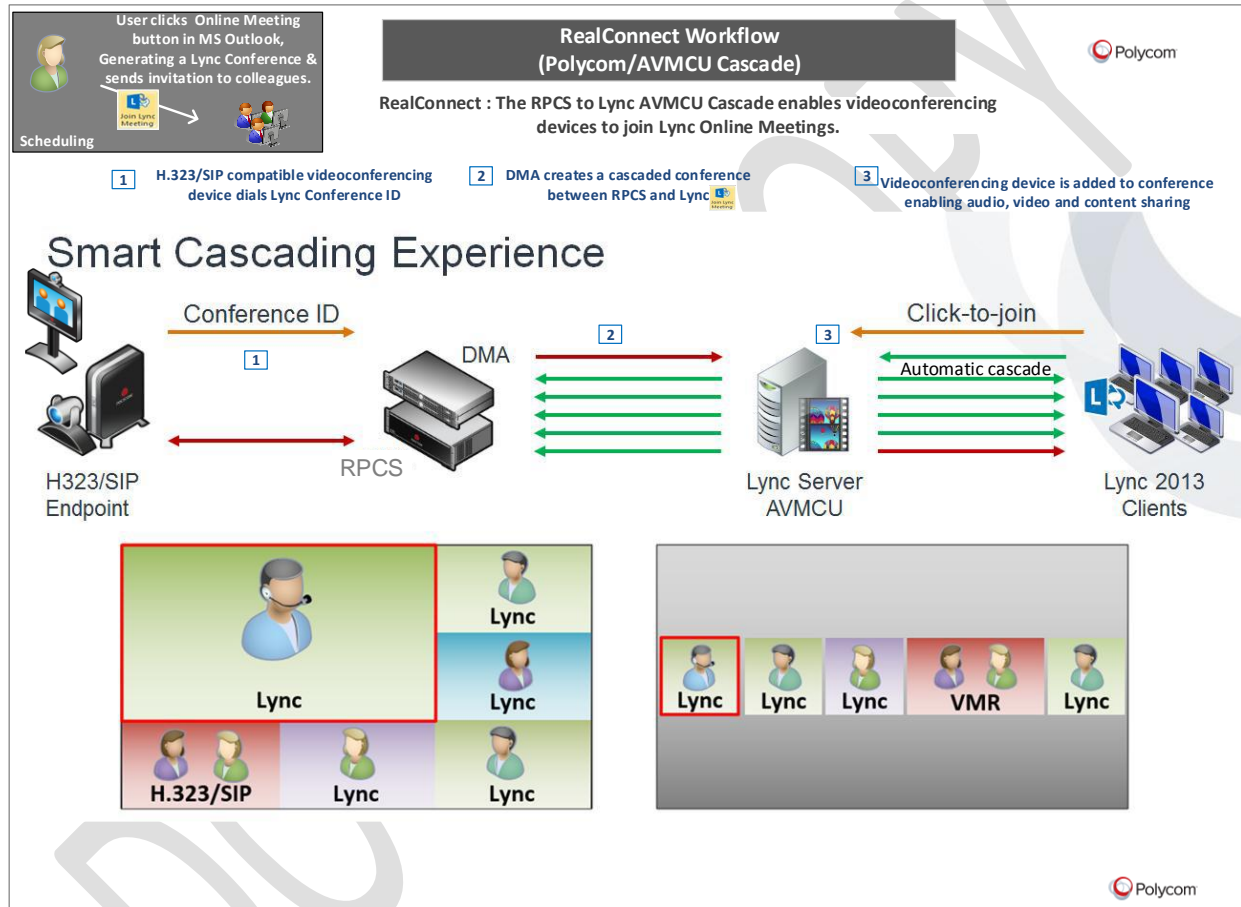 User clicks Online Meeting
button in MS Outlook,
Generating a Lync Conference &
sends invitation to colleagues.
Join Lync
Meeting
Scheduling
RealConnect Workflow
(Polycom/AVMCU Cascade)
Polycom
RealConnect : The RPCS to Lync AVMCU Cascade enables videoconferencing
devices to join Lync Online Meetings.
1
H.323/SIP compatible videoconferencing
device dials Lync Conference ID
2
DMA creates a cascaded conference
between RPCS and Lync
Join Lync
Meeting
3
Videoconferencing device is added to conference
enabling audio, video and content sharing
Smart Cascading Experience
Conference ID
1
DMA
2
3
Click-to-join
Automatic cascade
RPCS
H323/SIP
Endpoint
Lync Server
AVMCU
Lync 2013
Clients
Lync
Lync
Lync
H.323/SIP
Lync
Lync
Lync
Lync
Lync
VMR
Lync
Polycom